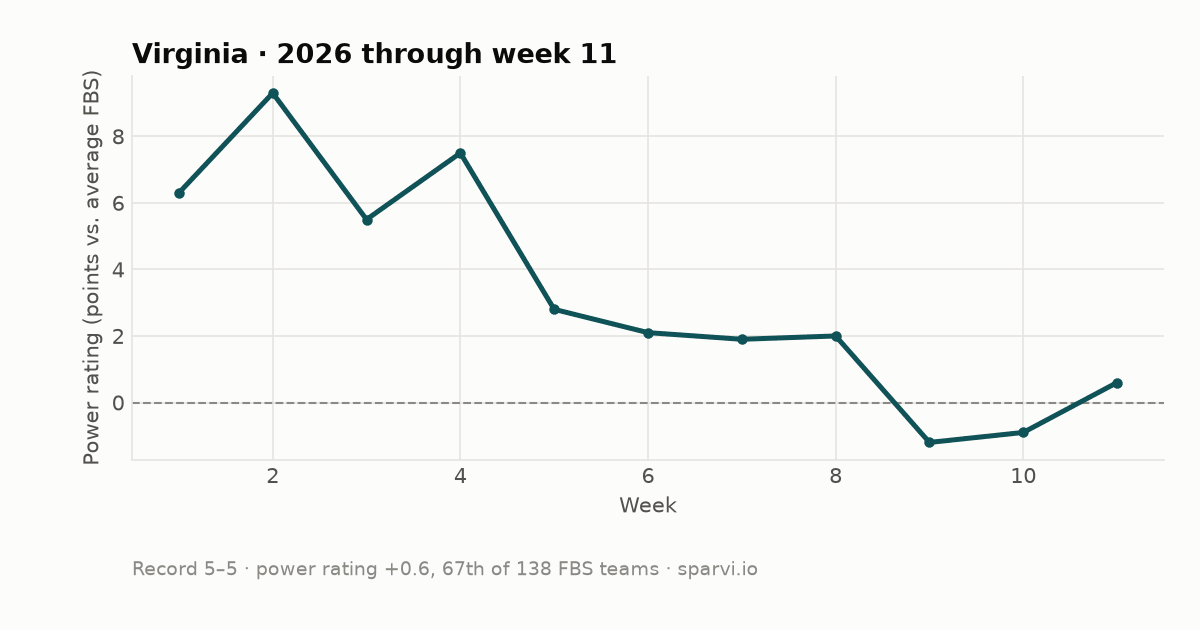 Virginia · 2026 through week 11
Power rating (points vs. average FBS)
8
6
4
2
0
2 4 6 8 10
Week
Record 5–5 · power rating +0.6, 67th of 138 FBS teams · sparvi.io